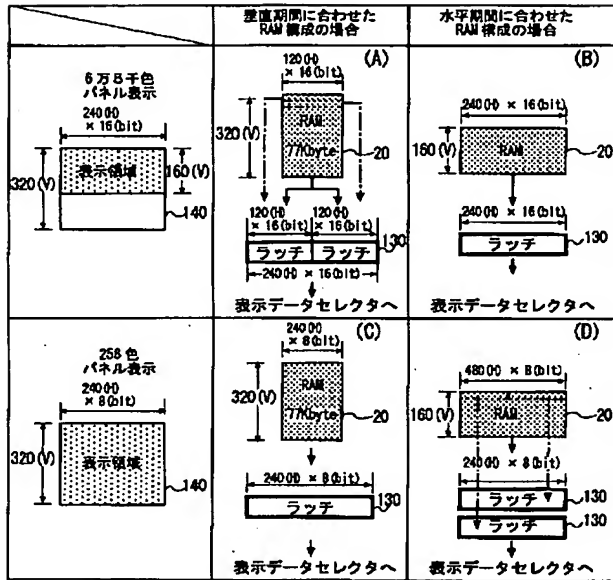 垂直期間に合わせた
RAM構成の場合
水平期間に合わせた
RAM構成の場合
6万5千色
パネル表示
240(H)
× 16(bit)
320(V)
160(V)
表示領域
140
(A)
120(H)
× 16(bit)
320(V)
RAM
77Kbyte
20
120(H)
× 16(bit)
120(H)
× 16(bit)
130
ラッチ
ラッチ
240(H) × 16(bit)
表示データセレクタへ
(B)
240(H) × 16(bit)
160(V)
RAM
20
240(H) × 16(bit)
ラッチ
130
表示データセレクタへ
256色
パネル表示
240(H)
× 8(bit)
320(V)
表示領域
140
(C)
240(H)
× 8(bit)
320(V)
RAM
77Kbyte
20
240(H) × 8(bit)
ラッチ
130
表示データセレクタへ
(D)
480(H) × 8(bit)
160(V)
RAM
20
240(H) × 8(bit)
ラッチ
130
ラッチ
130
表示データセレクタへ